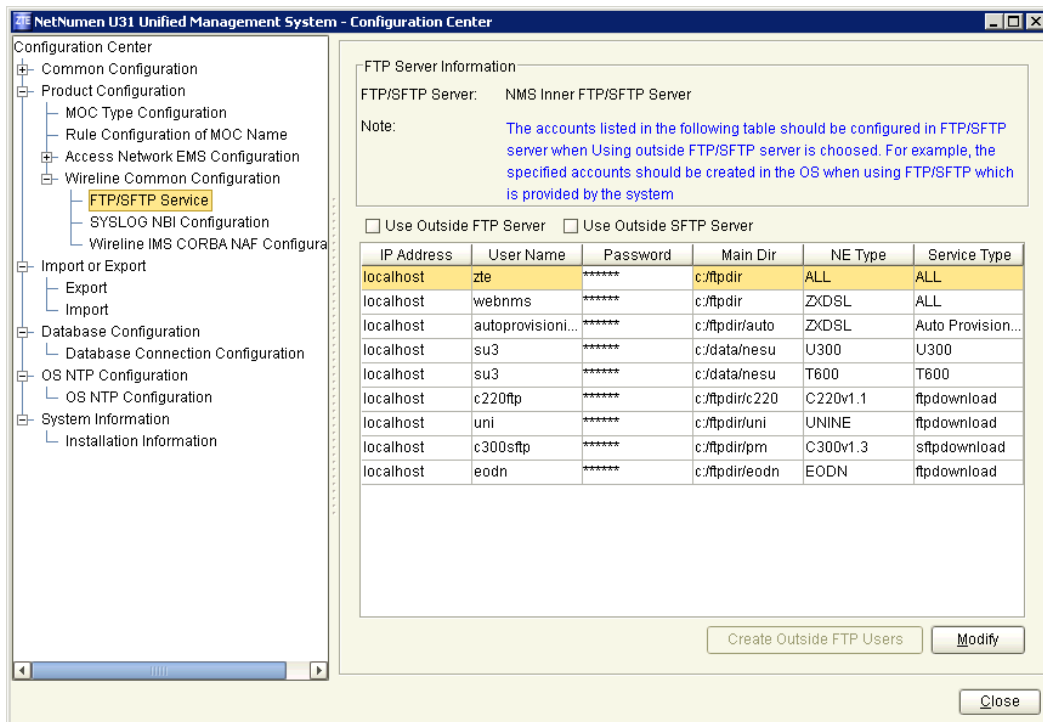 ZTE NetNumen U31 Unified Management System - Configuration Center
Configuration Center
Common Configuration
Product Configuration
MOC Type Configuration
Rule Configuration of MOC Name
Access Network EMS Configuration
Wireline Common Configuration
FTP/SFTP Service
SYSLOG NBI Configuration
Wireline IMS CORBA NAF Configura
Import or Export
Export
Import
Database Configuration
Database Connection Configuration
OS NTP Configuration
OS NTP Configuration
System Information
Installation Information
FTP Server Information
FTP/SFTP Server: NMS Inner FTP/SFTP Server
Note: The accounts listed in the following table should be configured in FTP/SFTP
server when Using outside FTP/SFTP server is choosed. For example, the
specified accounts should be created in the OS when using FTP/SFTP which
is provided by the system
Use Outside FTP Server Use Outside SFTP Server
IP Address User Name Password Main Dir NE Type Service Type
localhost zte ****** c:/ftpdir ALL ALL
localhost webnms ****** c:/ftpdir ZXDSL ALL
localhost autoprovisioni... ****** c:/ftpdir/auto ZXDSL Auto Provision...
localhost su3 ****** c:/data/nesu U300 U300
localhost su3 ****** c:/data/nesu T600 T600
localhost c220ftp ****** c:/ftpdir/c220 C220v1.1 ftpdownload
localhost uni ****** c:/ftpdir/uni UNINE ftpdownload
localhost c300sftp ****** c:/ftpdir/pm C300v1.3 sftpdownload
localhost eodn ****** c:/ftpdir/eodn EODN ftpdownload
Create Outside FTP Users Modify
Close